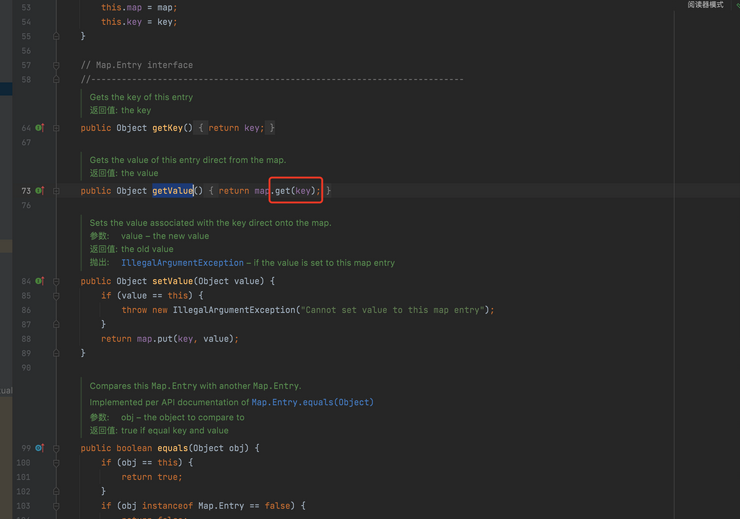 阅读器模式
53 this.map = map;
54 this.key = key;
55 }
56
57 // Map.Entry interface
58 //-------------------------------------------------------------------------
Gets the key of this entry
返回值: the key
64 public Object getKey() { return key; }
67
Gets the value of this entry direct from the map.
返回值: the value
73 public Object getValue() { return map.get(key); }
76
Sets the value associated with the key direct onto the map.
参数: value – the new value
返回值: the old value
抛出: IllegalArgumentException – if the value is set to this map entry
84 public Object setValue(Object value) {
85 if (value == this) {
86 throw new IllegalArgumentException("Cannot set value to this map entry");
87 }
88 return map.put(key, value);
89 }
98
Compares this Map.Entry with another Map.Entry.
Implemented per API documentation of Map.Entry.equals(Object)
参数: obj – the object to compare to
返回值: true if equal key and value
99 public boolean equals(Object obj) {
100 if (obj == this) {
101 return true;
102 }
103 if (obj instanceof Map.Entry == false) {